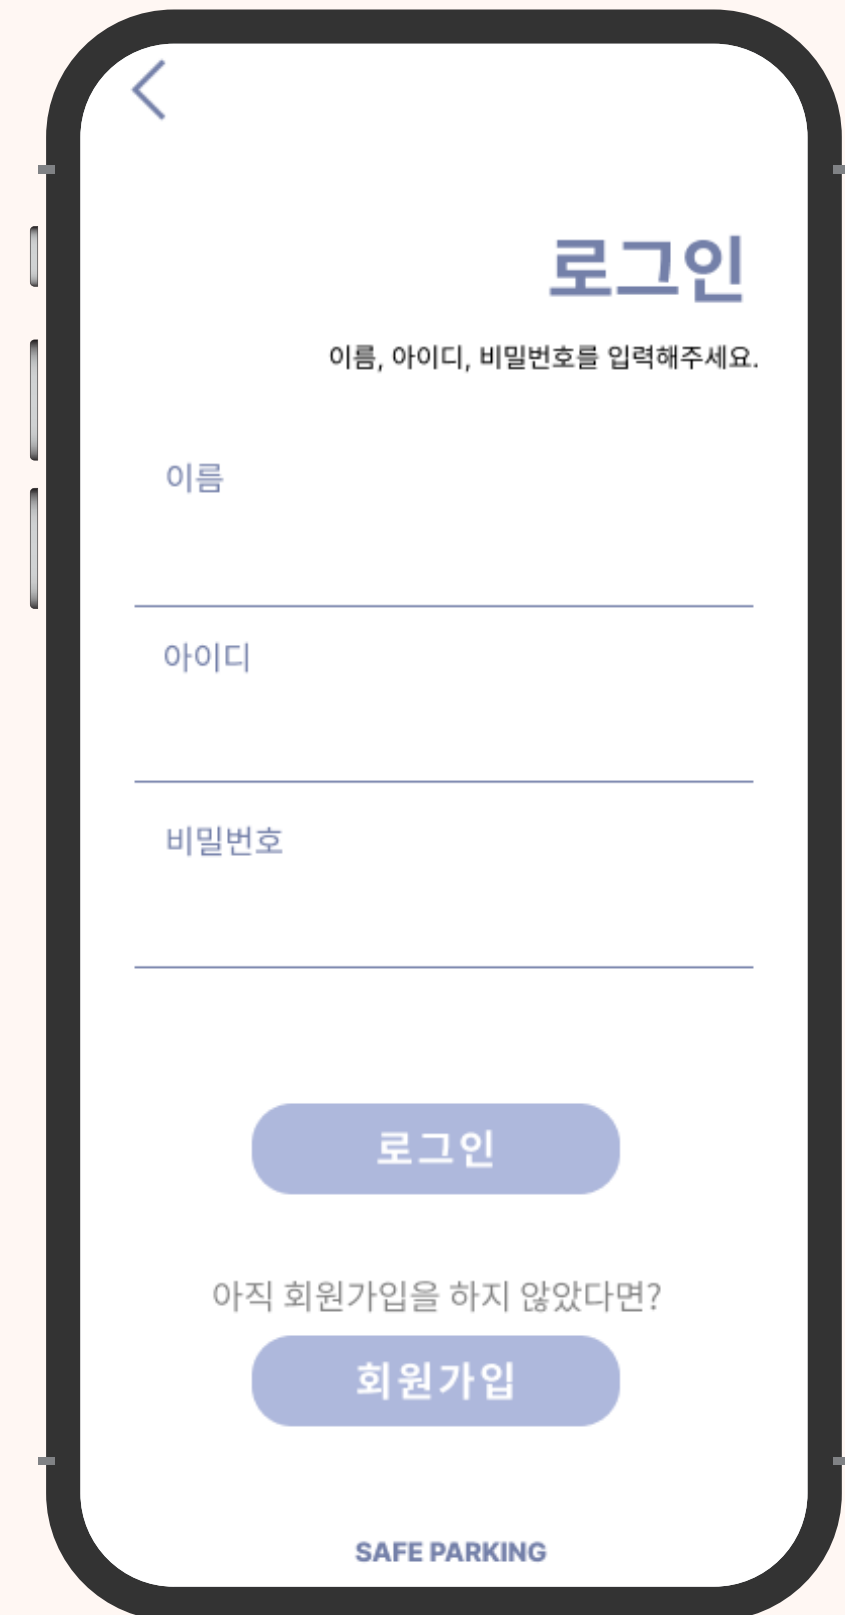 로그인
이름, 아이디, 비밀번호를 입력해주세요.
이름
아이디
비밀번호
로그인
아직 회원가입을 하지 않았다면?
회원가입
SAFE PARKING